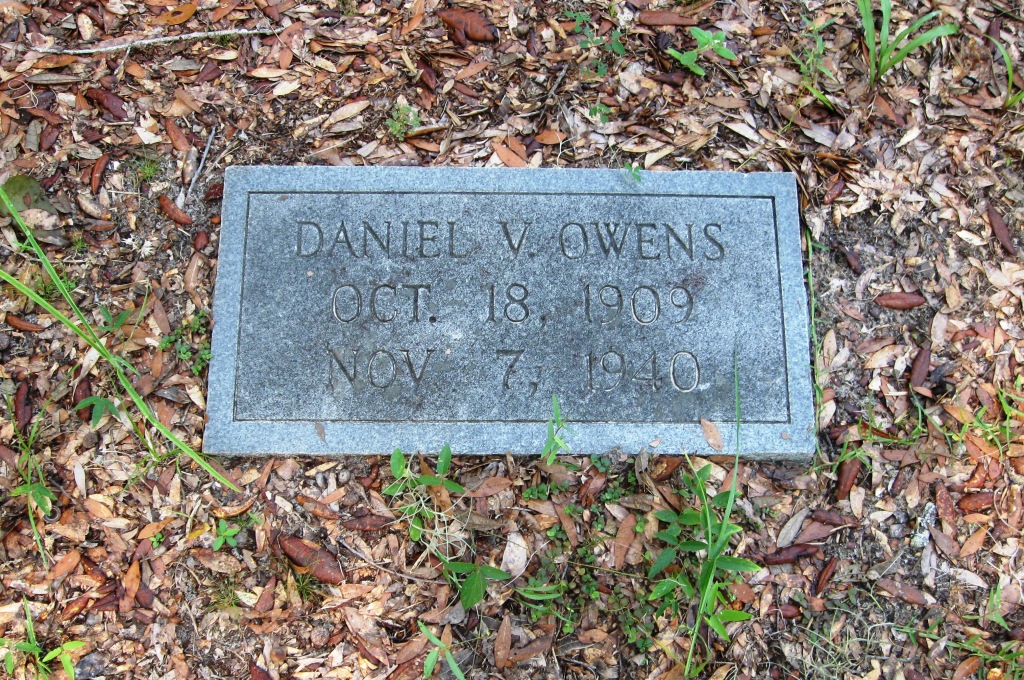 DANIEL V. OWENS
OCT. 18, 1909
NOV 7, 1940